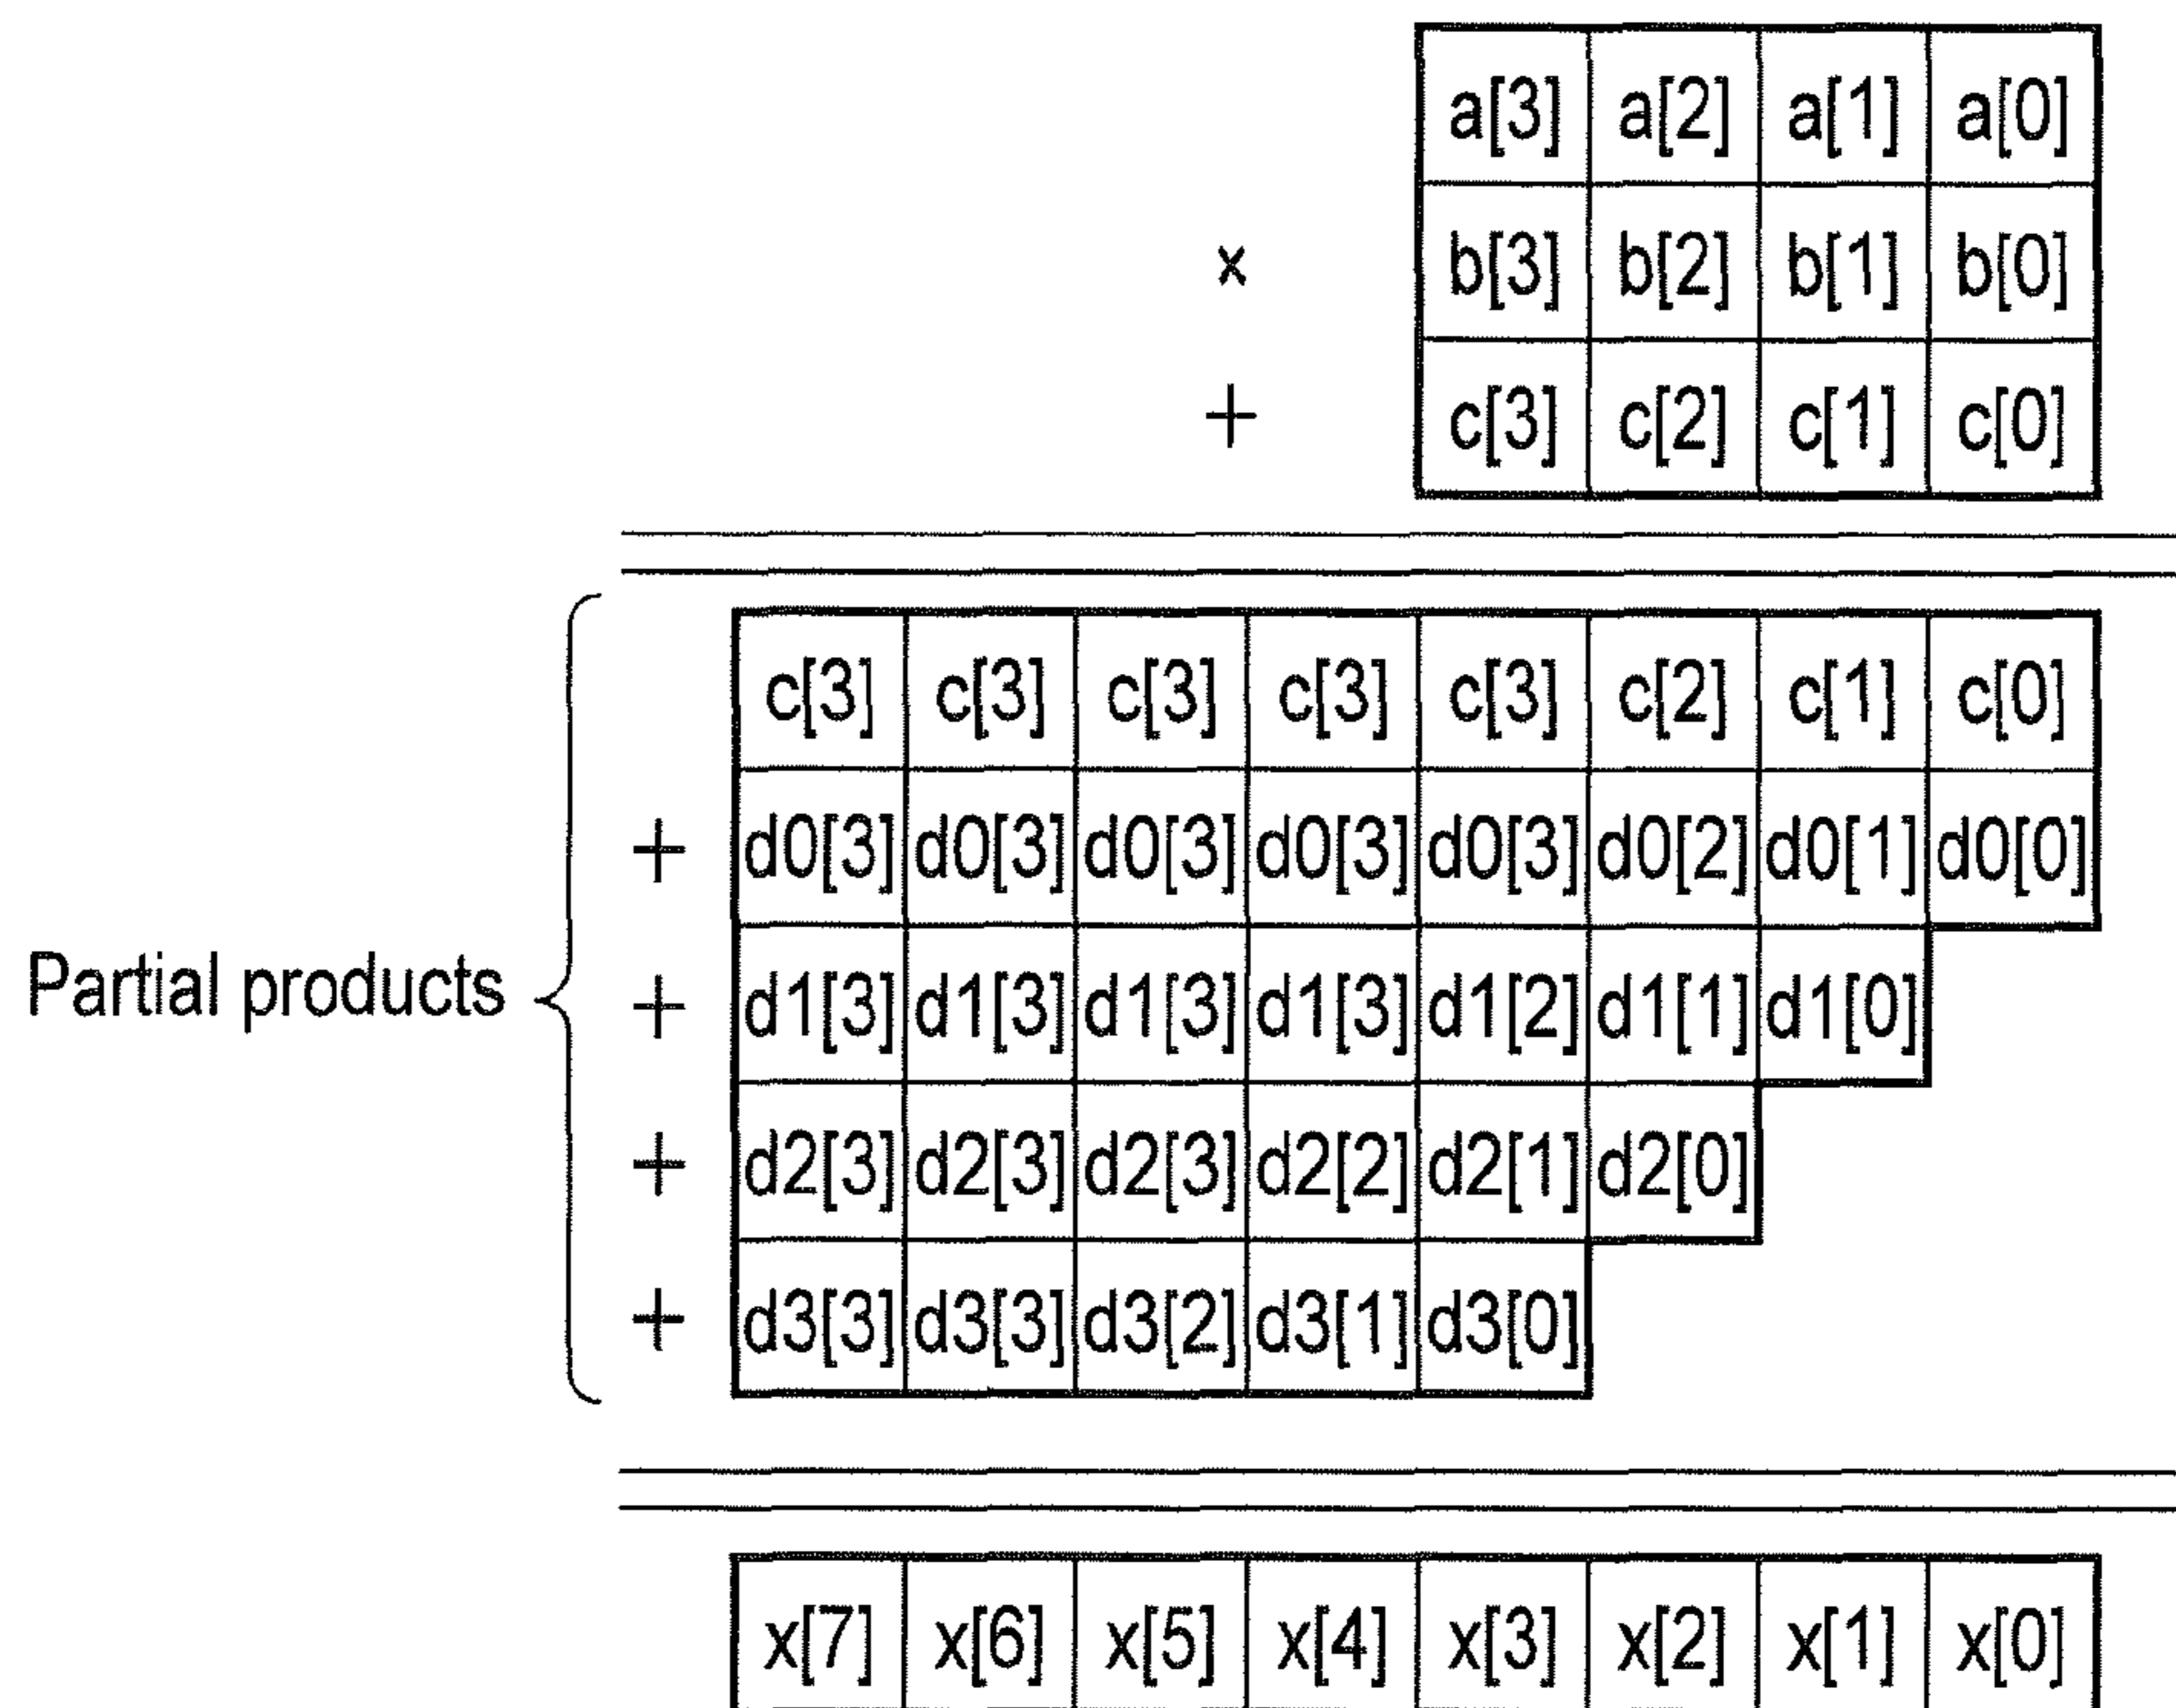 a[3] a[2] a[1] a[0]
× b[3] b[2] b[1] b[0]
+ c[3] c[2] c[1] c[0]
c[3] c[3] c[3] c[3] c[3] c[2] c[1] c[0]
+ d0[3] d0[3] d0[3] d0[3] d0[3] d0[2] d0[1] d0[0]
Partial products
+ d1[3] d1[3] d1[3] d1[3] d1[2] d1[1] d1[0]
+ d2[3] d2[3] d2[3] d2[2] d2[1] d2[0]
+ d3[3] d3[3] d3[2] d3[1] d3[0]
x[7] x[6] x[5] x[4] x[3] x[2] x[1] x[0]